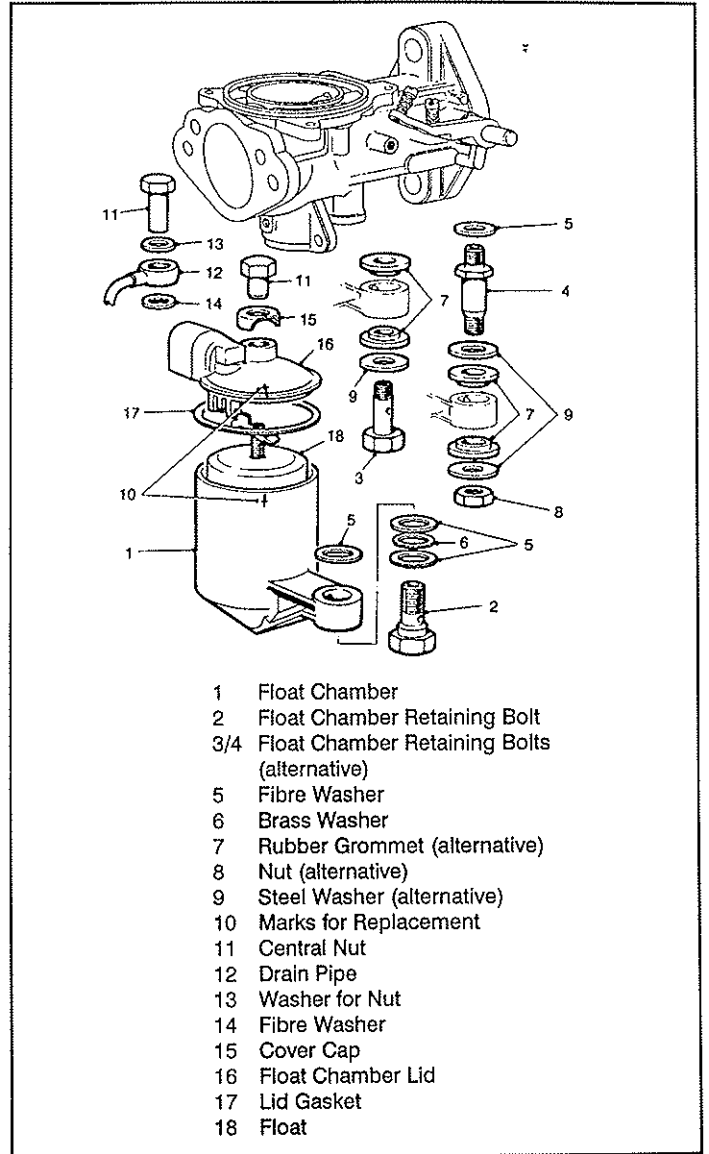 11
13
12
14
11
15
16
17
18
10
1
5
7
9
3
5
4
7
9
8
5
6
5
2
1 Float Chamber
2 Float Chamber Retaining Bolt
3/4 Float Chamber Retaining Bolts
(alternative)
5 Fibre Washer
6 Brass Washer
7 Rubber Grommet (alternative)
8 Nut (alternative)
9 Steel Washer (alternative)
10 Marks for Replacement
11 Central Nut
12 Drain Pipe
13 Washer for Nut
14 Fibre Washer
15 Cover Cap
16 Float Chamber Lid
17 Lid Gasket
18 Float